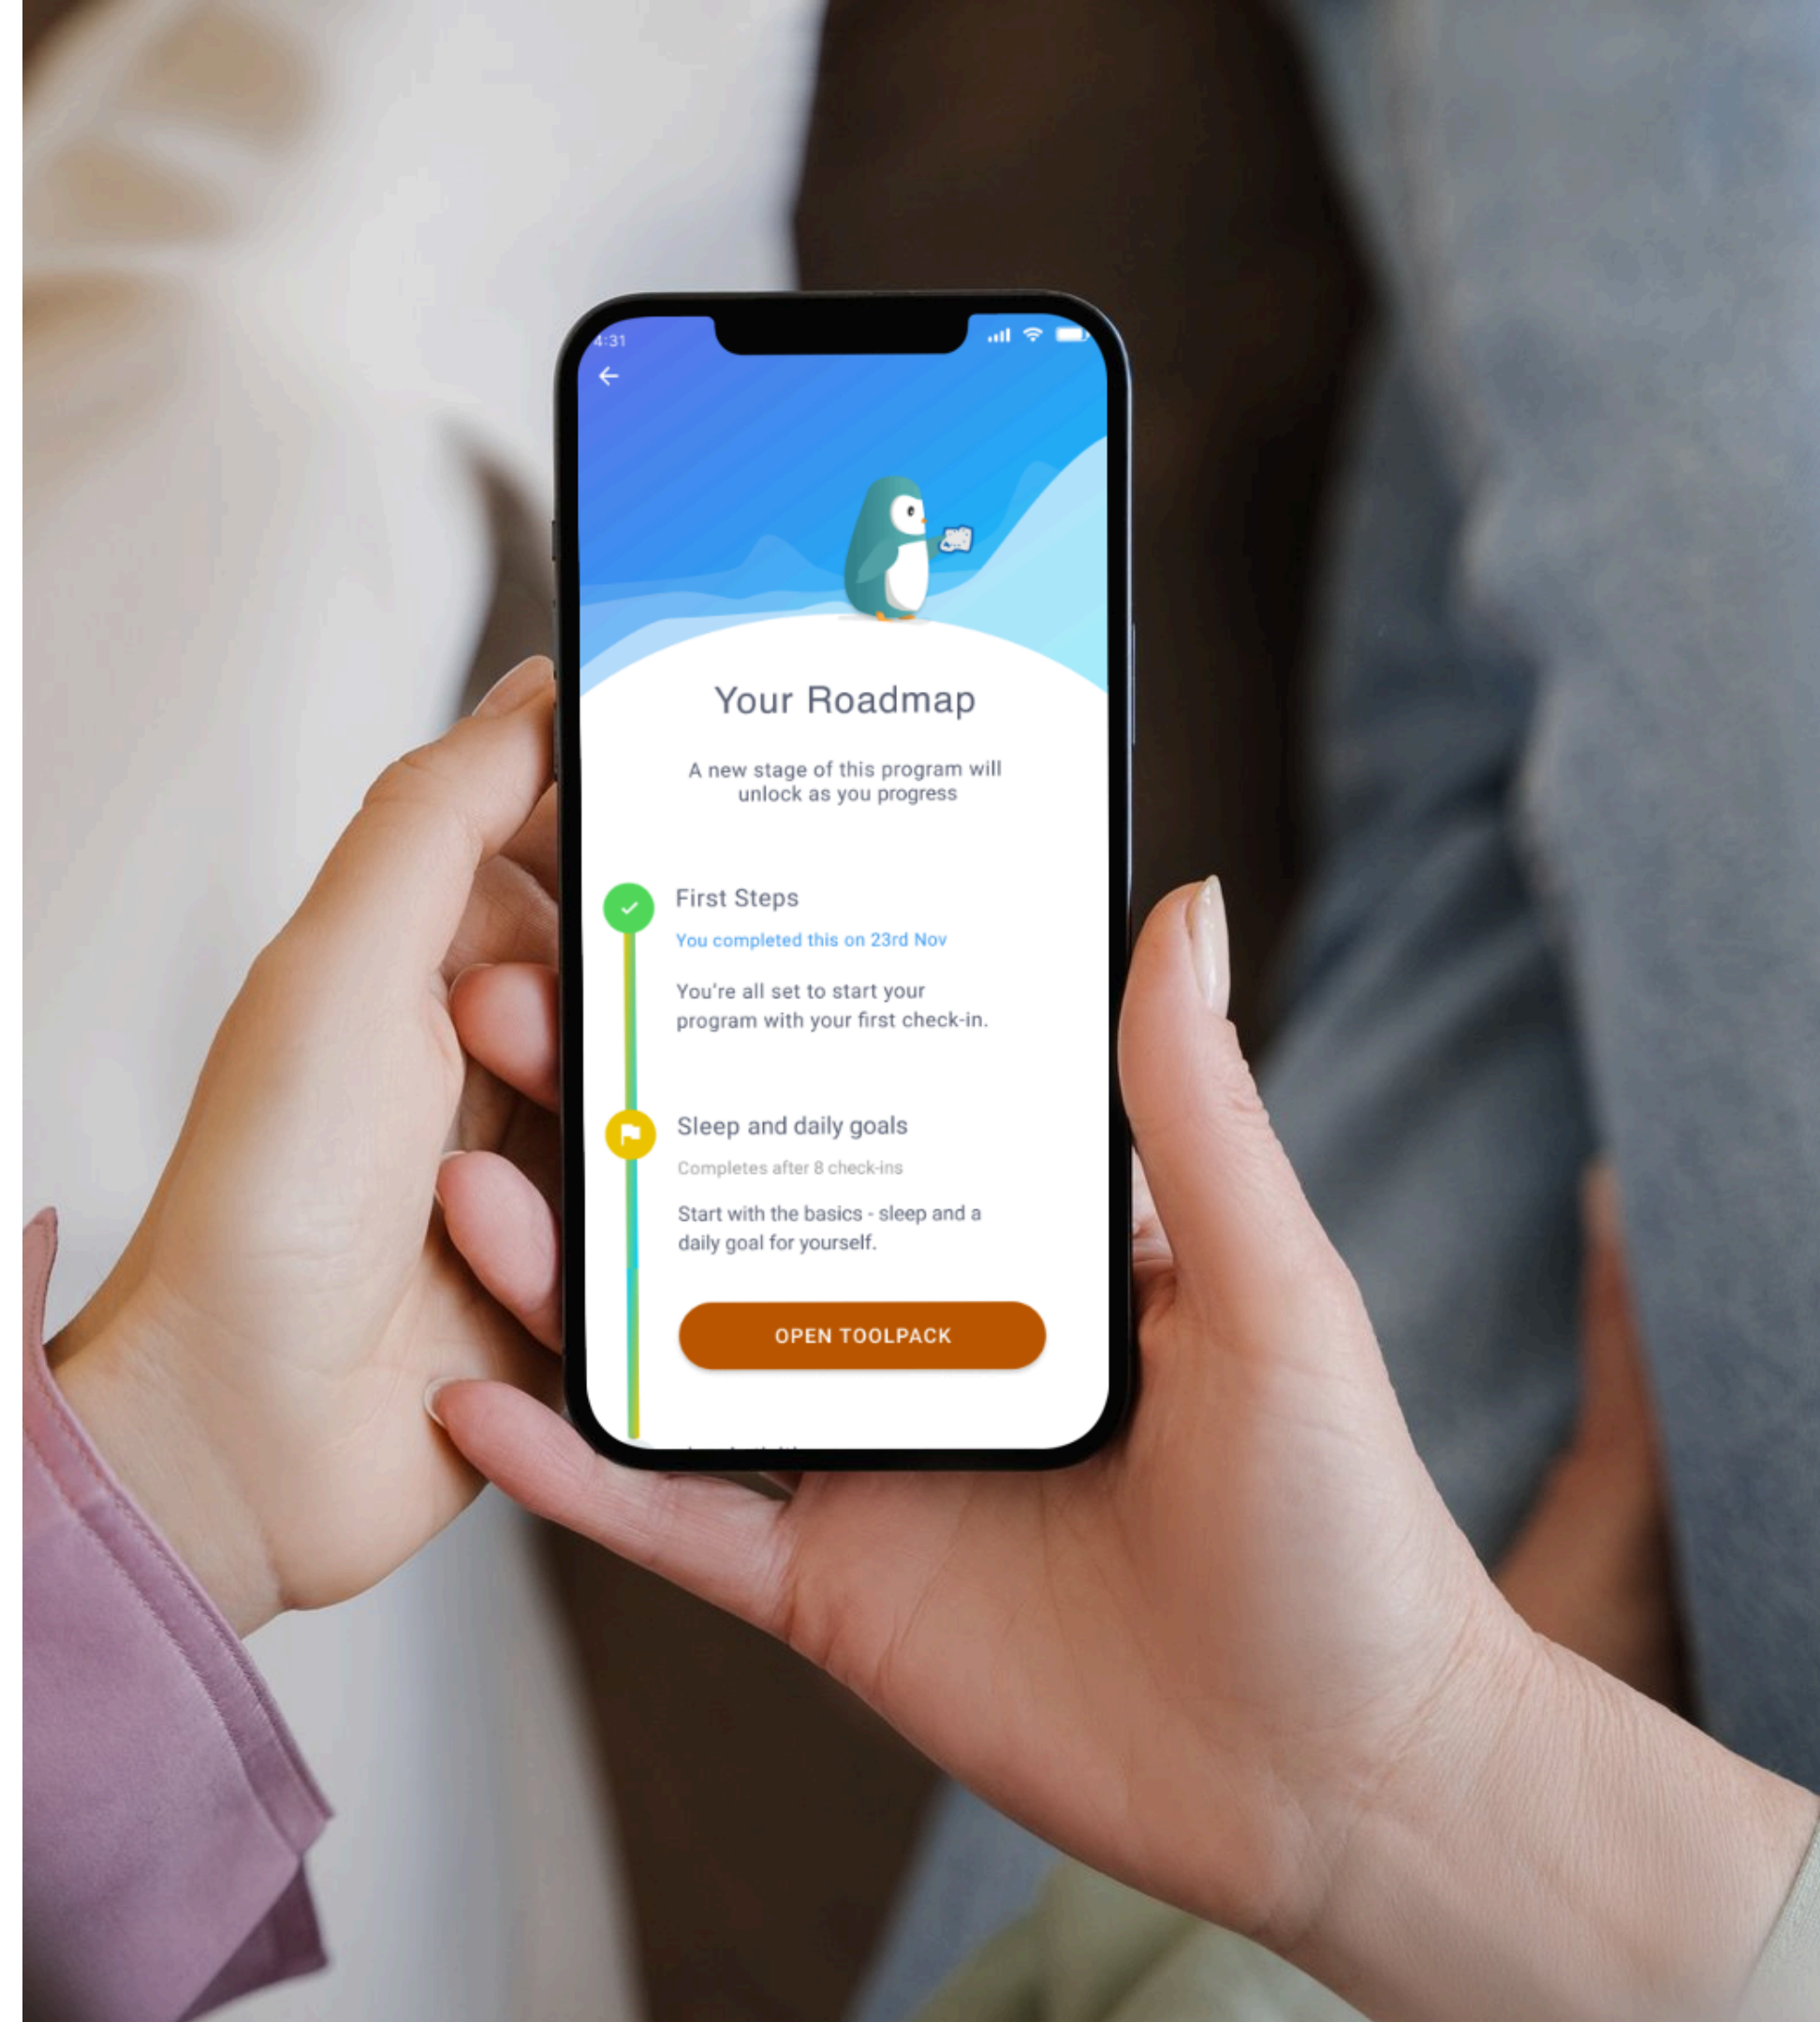 4:31
Your Roadmap
A new stage of this program will
unlock as you progress
First Steps
You completed this on 23rd Nov
You're all set to start your
program with your first check-in.
Sleep and daily goals
Completes after 8 check-ins
Start with the basics - sleep and a
daily goal for yourself.
OPEN TOOLPACK